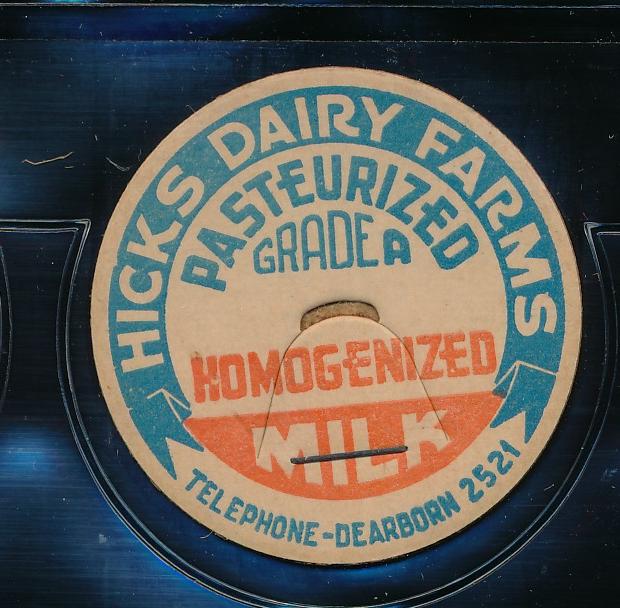 HICKS DAIRY FARMS
PASTEURIZED
GRADE A
HOMOGENIZED
MILK
TELEPHONE-DEARBORN 2521